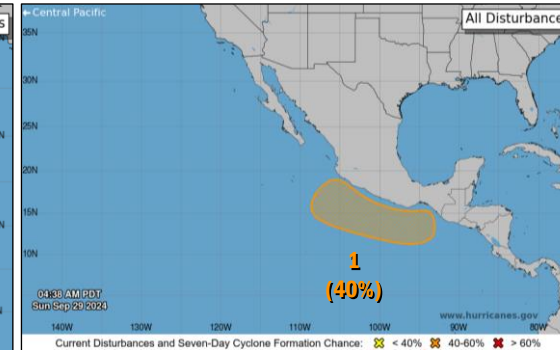 s
← Central Pacific
All Disturbance
35N
30N
25N
20N
15N
10N
1
(40%)
04:38 AM PDT
Sun Sep 29 2024
www.hurricanes.gov
140W 130W 120W 110W 100W 90W 80W
Current Disturbances and Seven-Day Cyclone Formation Chance: < 40% 40-60% > 60%